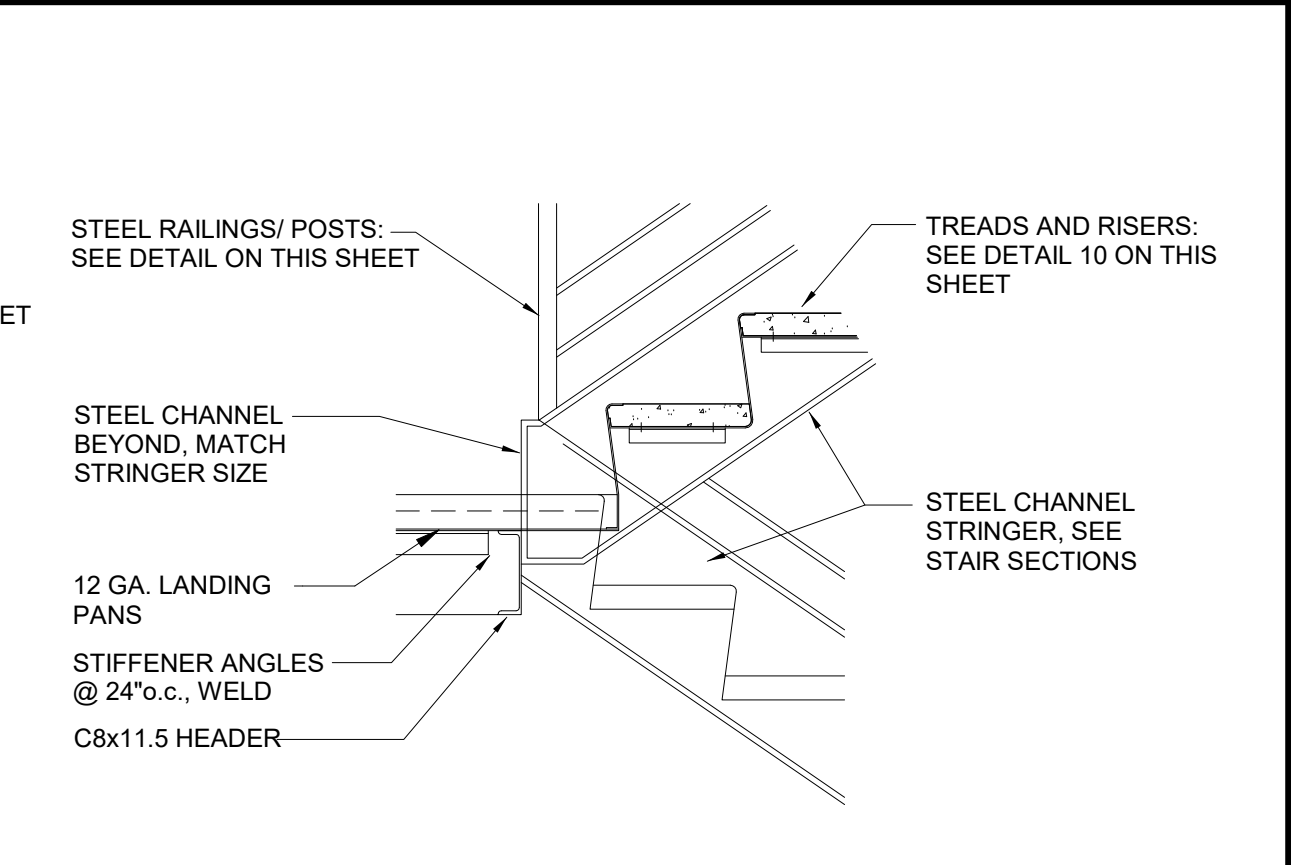 STEEL RAILINGS/ POSTS:
SEE DETAIL ON THIS SHEET
ET
STEEL CHANNEL
BEYOND, MATCH
STRINGER SIZE
12 GA. LANDING
PANS
STIFFENER ANGLES
@ 24"o.c., WELD
C8x11.5 HEADER
TREADS AND RISERS:
SEE DETAIL 10 ON THIS
SHEET
STEEL CHANNEL
STRINGER, SEE
STAIR SECTIONS